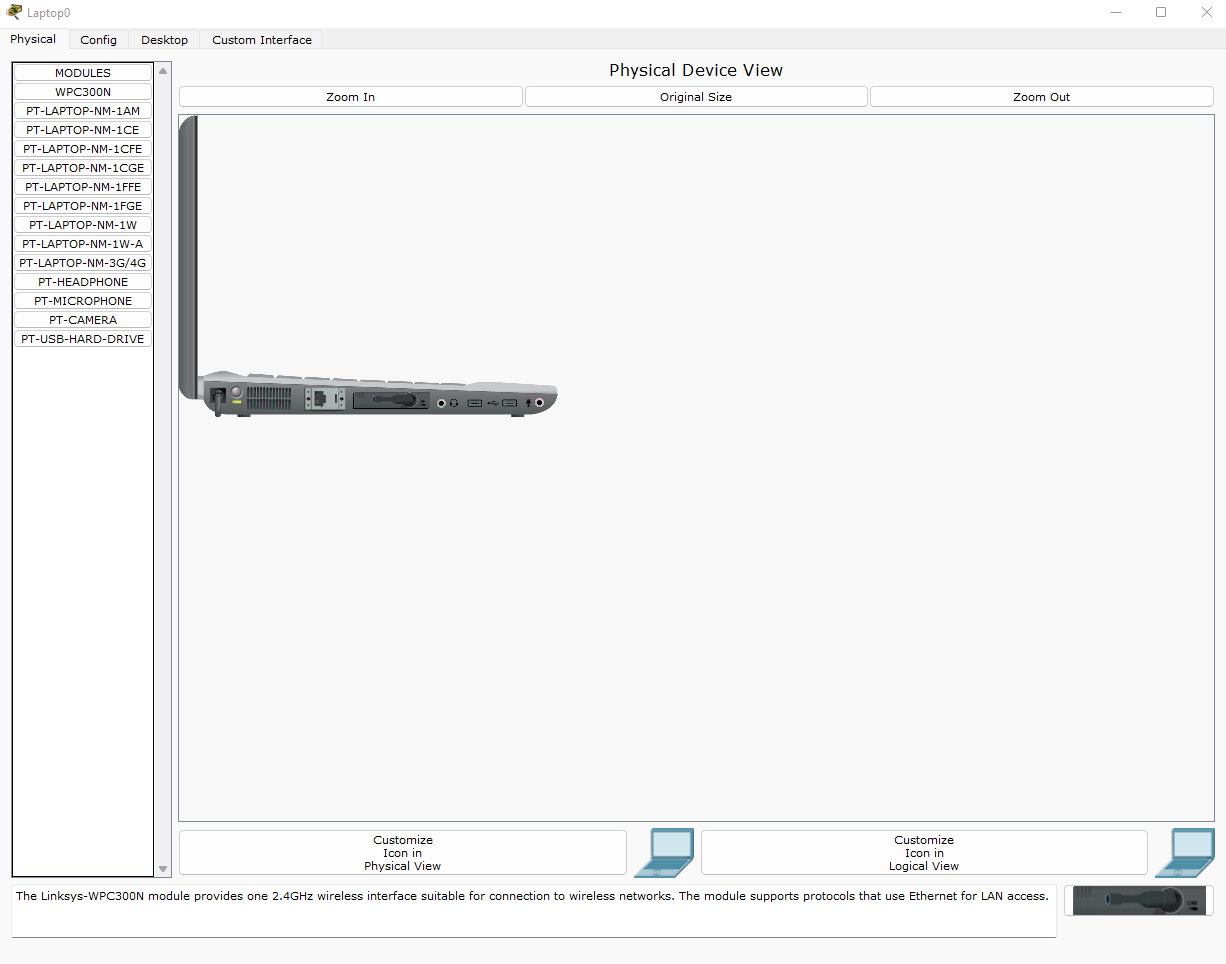 Laptop0
Physical
Config
Desktop
Custom Interface
MODULES
WPC300N
PT-LAPTOP-NM-1AM
PT-LAPTOP-NM-1CE
PT-LAPTOP-NM-1CFE
PT-LAPTOP-NM-1CGE
PT-LAPTOP-NM-1FFE
PT-LAPTOP-NM-1FGE
PT-LAPTOP-NM-1W
PT-LAPTOP-NM-1W-A
PT-LAPTOP-NM-3G/4G
PT-HEADPHONE
PT-MICROPHONE
PT-CAMERA
PT-USB-HARD-DRIVE
Physical Device View
Zoom In
Original Size
Zoom Out
Customize
Icon in
Physical View
Customize
Icon in
Logical View
The Linksys-WPC300N module provides one 2.4GHz wireless interface suitable for connection to wireless networks. The module supports protocols that use Ethernet for LAN access.
LINK